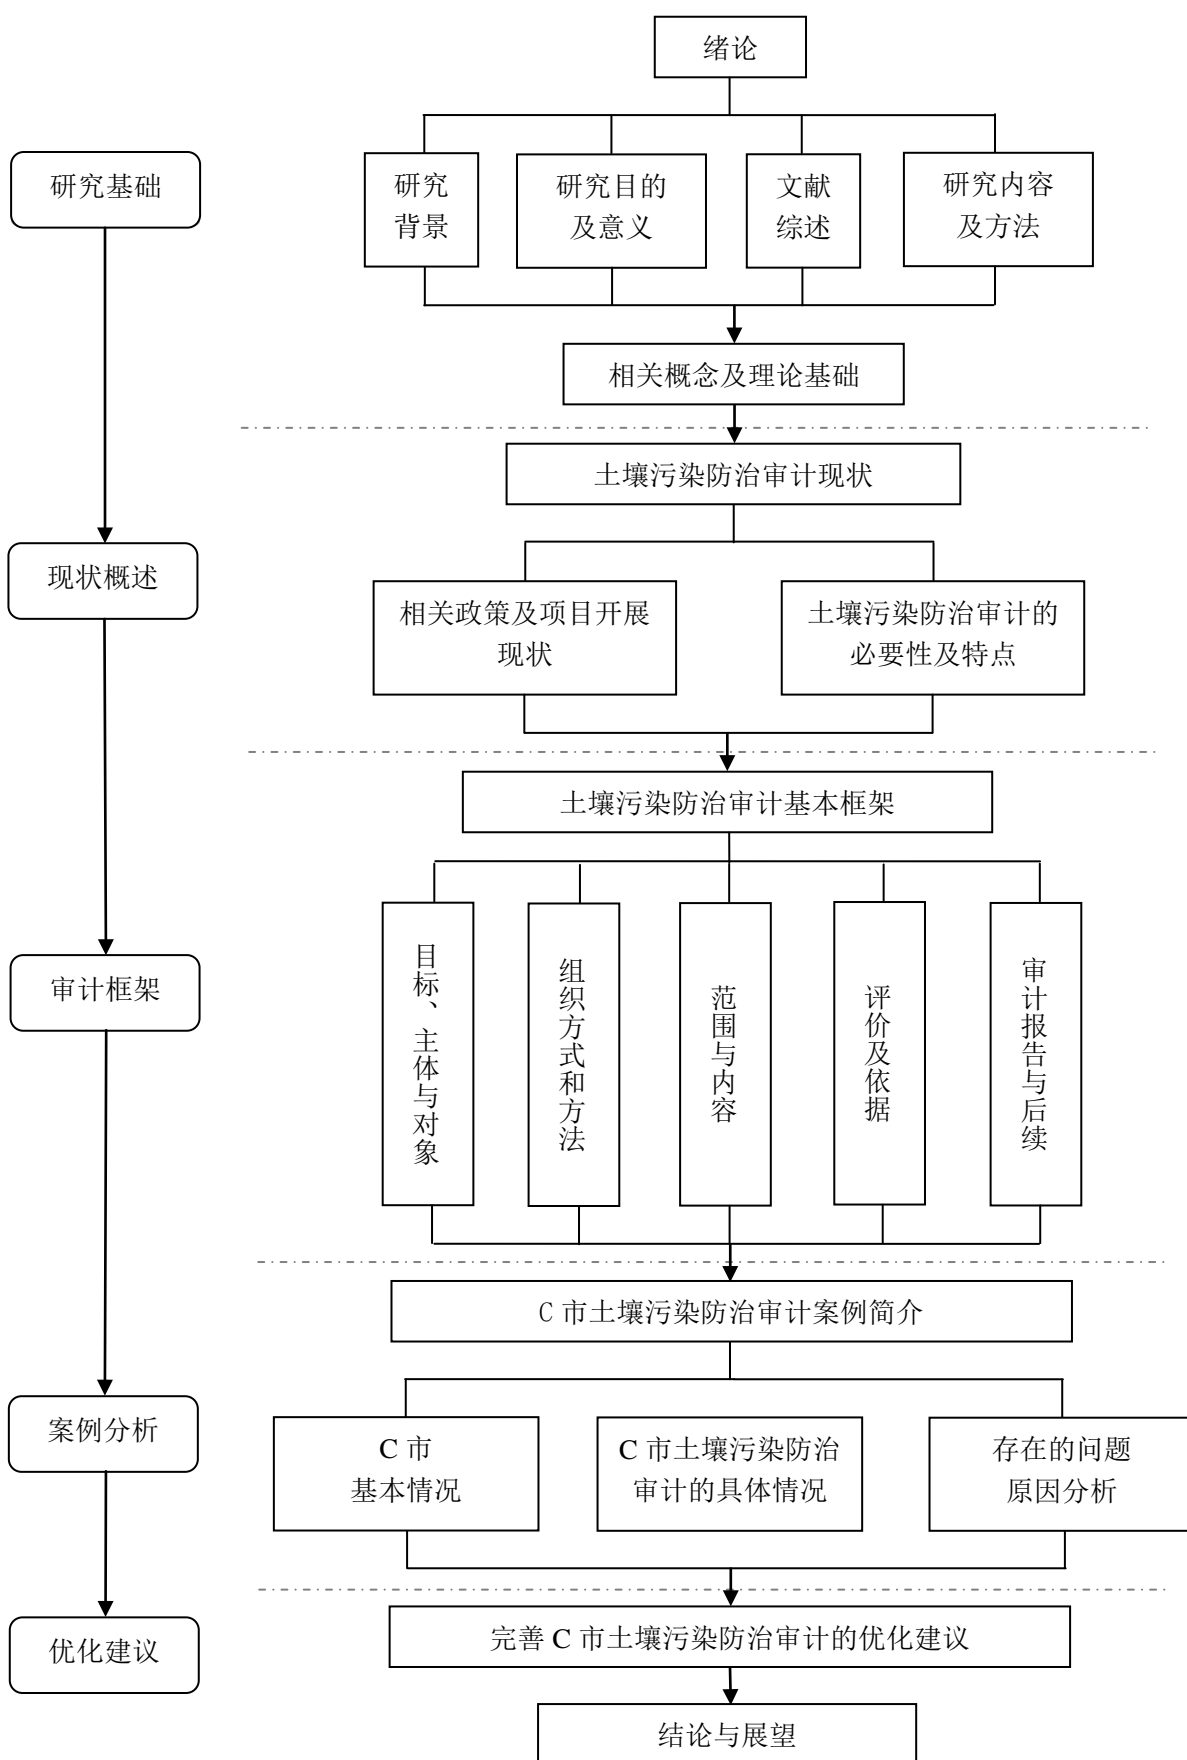 绪论
研究基础
研究
背景
研究目的
及意义
文献
综述
研究内容
及方法
相关概念及理论基础
土壤污染防治审计现状
现状概述
相关政策及项目开展
现状
土壤污染防治审计的
必要性及特点
土壤污染防治审计基本框架
审计框架
目标、主体与对象
组织方式和方法
范围与内容
评价及依据
审计报告与后续
C 市土壤污染防治审计案例简介
案例分析
C 市
基本情况
C 市土壤污染防治
审计的具体情况
存在的问题
原因分析
优化建议
完善 C 市土壤污染防治审计的优化建议
结论与展望